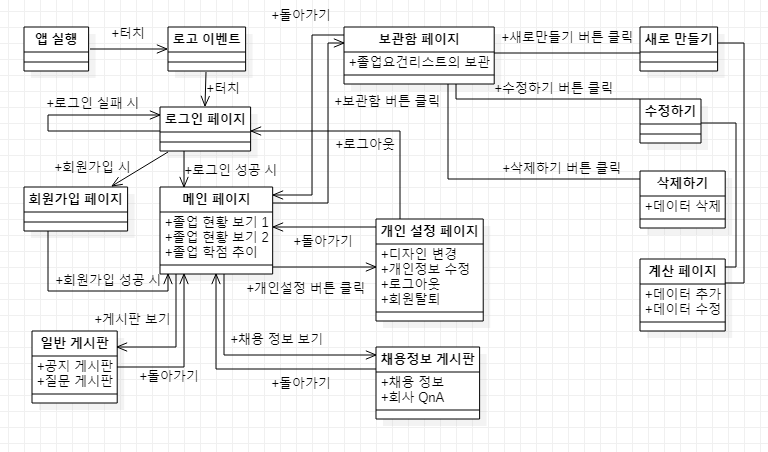 +돌아가기
앱 실행
+터치
로고 이벤트
보관함 페이지
+졸업요건리스트의 보관
+새로만들기 버튼 클릭
새로 만들기
+터치
+로그인 실패 시
로그인 페이지
+보관함 버튼 클릭
+수정하기 버튼 클릭
수정하기
+로그아웃
+회원가입 시
+로그인 성공 시
+삭제하기 버튼 클릭
삭제하기
+데이터 삭제
회원가입 페이지
메인 페이지
+졸업 현황 보기 1
+졸업 현황 보기 2
+졸업 학점 추이
+돌아가기
개인 설정 페이지
+디자인 변경
+개인정보 수정
+로그아웃
+회원탈퇴
계산 페이지
+데이터 추가
+데이터 수정
+회원가입 성공 시
+개인설정 버튼 클릭
+게시판 보기
일반 게시판
+공지 게시판
+질문 게시판
+채용 정보 보기
+돌아가기
+돌아가기
채용정보 게시판
+채용 정보
+회사 QnA